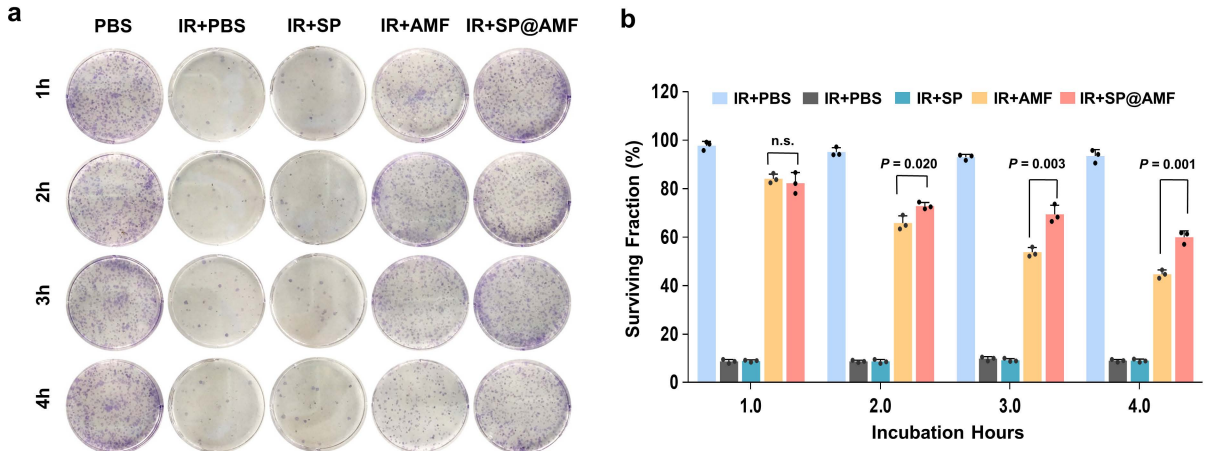 a
PBS IR+PBS IR+SP IR+AMF IR+SP@AMF
1h
2h
3h
4h
b
120
100
80
60
40
20
0
Surviving Fraction (%)
IR+PBS IR+PBS IR+SP IR+AMF IR+SP@AMF
n.s.
P = 0.020
P = 0.003
P = 0.001
1.0 2.0 3.0 4.0
Incubation Hours